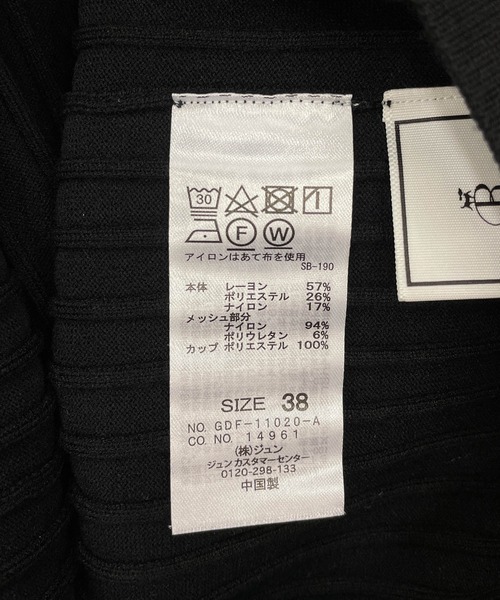 30
F W
アイロンはあて布を使用
SB-190
本体 レーヨン 57%
ポリエステル 26%
ナイロン 17%
メッシュ部分
ナイロン 94%
ポリウレタン 6%
カップ ポリエステル 100%
SIZE 38
NO. GDF-11020-A
CO. NO 14961
(株)ジュン
ジュン カスタマーセンター
0120-298-133
中国製
B